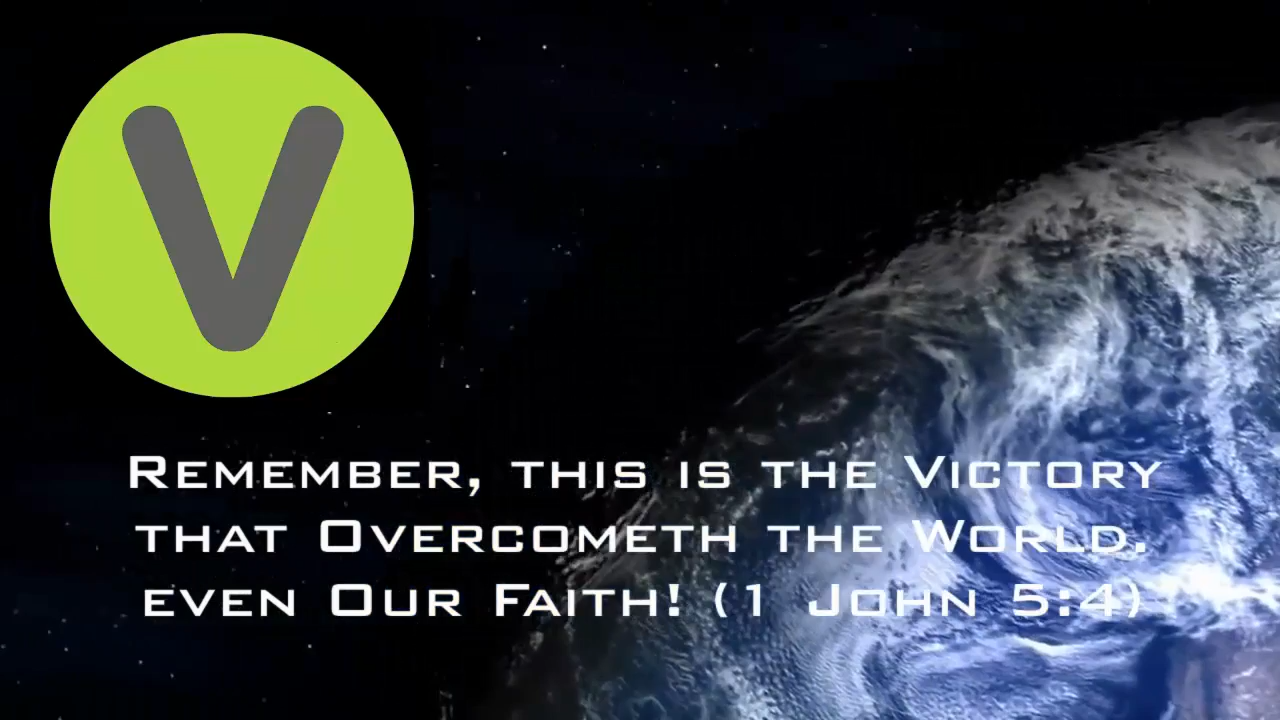 V
Remember, this is the Victory
that Overcometh the World.
even Our Faith! (1 John 5:4)